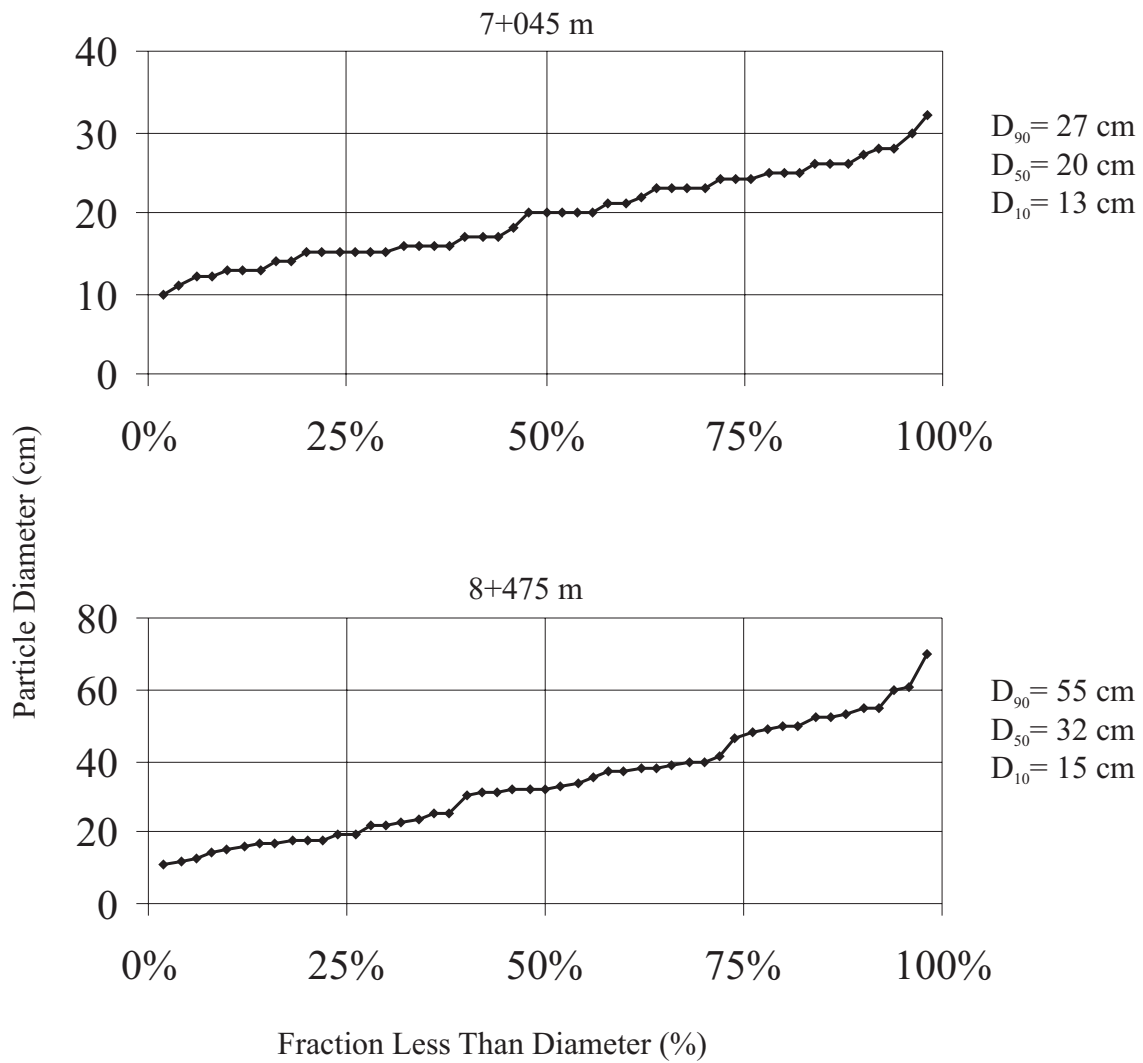 7+045 m
40
30
20
10
0
0% 25% 50% 75% 100%
D₉₀= 27 cm
D₅₀= 20 cm
D₁₀= 13 cm
Particle Diameter (cm)
8+475 m
80
60
40
20
0
0% 25% 50% 75% 100%
D₉₀= 55 cm
D₅₀= 32 cm
D₁₀= 15 cm
Fraction Less Than Diameter (%)